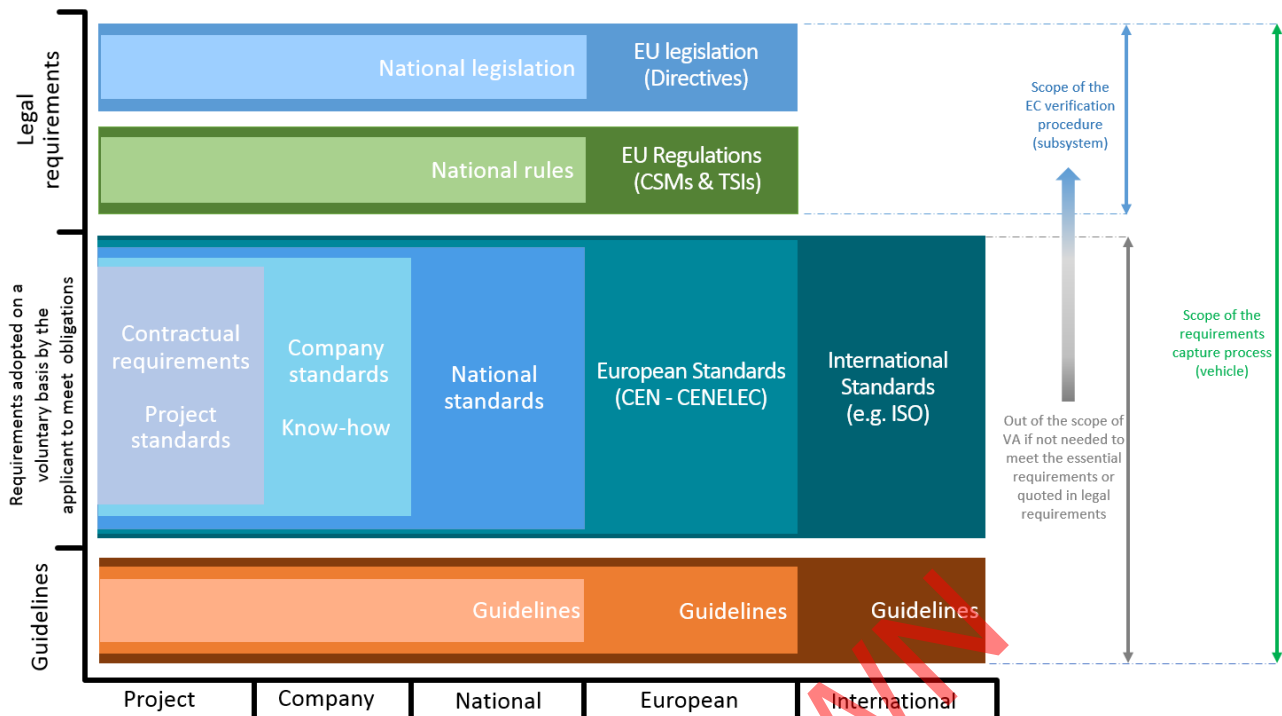 Legal
requirements
National legislation
EU legislation
(Directives)
National rules
EU Regulations
(CSMs & TSIs)
Scope of the
EC verification
procedure
(subsystem)
Scope of the
requirements
capture process
(vehicle)
Requirements adopted on a
voluntary basis by the
applicant to meet obligations
Contractual
requirements
Project
standards
Company
standards
Know-how
National
standards
European Standards
(CEN - CENELEC)
International
Standards
(e.g. ISO)
Out of the scope of
VA if not needed to
meet the essential
requirements or
quoted in legal
requirements
Guidelines
Guidelines
Guidelines
Guidelines
Project
Company
National
European
International